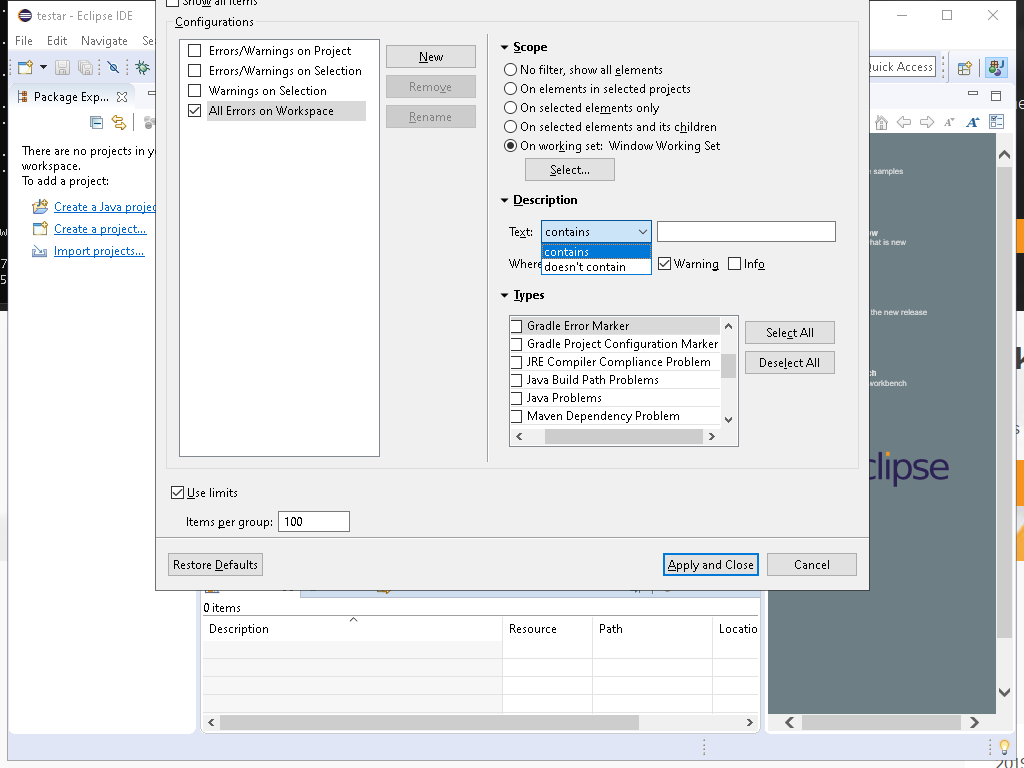 Show all items
testar - Eclipse IDE
Configurations
File Edit Navigate Se
Errors/Warnings on Project
Errors/Warnings on Selection
Warnings on Selection
All Errors on Workspace
New
Remove
Rename
Scope
No filter, show all elements
On elements in selected projects
On selected elements only
On selected elements and its children
On working set: Window Working Set
Select...
Quick Access
Package Exp...
There are no projects in y
workspace.
To add a project:
Create a Java projec
Create a project...
Import projects...
Description
Text: contains
contains
doesn't contain
Where
Warning
Info
Types
Gradle Error Marker
Gradle Project Configuration Marker
JRE Compiler Compliance Problem
Java Build Path Problems
Java Problems
Maven Dependency Problem
Select All
Deselect All
samples
hat is new
the new release
workbench
clipse
Use limits
Items per group: 100
Restore Defaults
Apply and Close
Cancel
0 items
Description Resource Path Locatio
2019